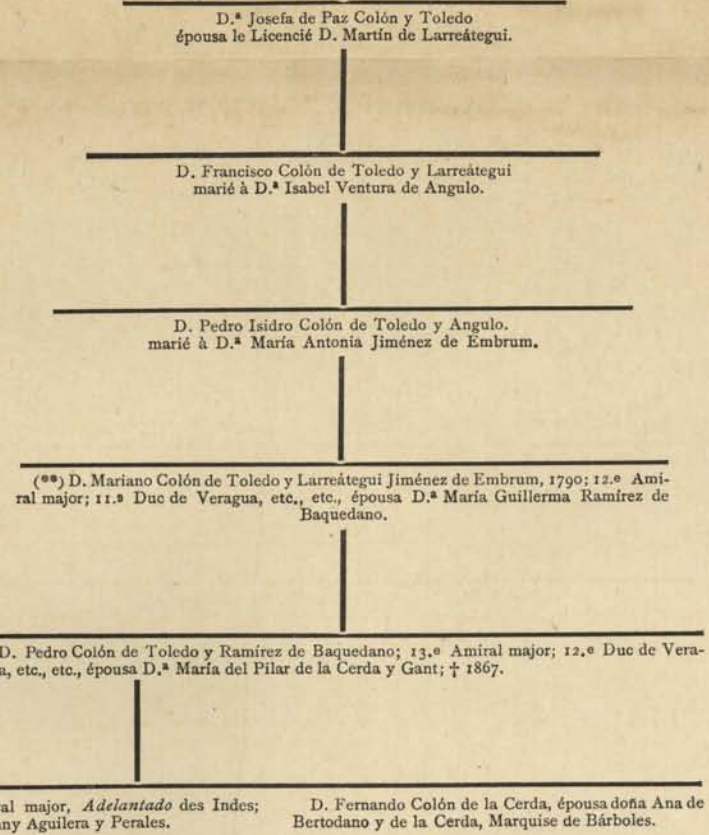 D.ª Josefa de Paz Colón y Toledo
épousa le Licencié D. Martín de Larreátegui.
D. Francisco Colón de Toledo y Larreátegui
marié à D.ª Isabel Ventura de Angulo.
D. Pedro Isidro Colón de Toledo y Angulo.
marié à D.ª María Antonia Jiménez de Embrum.
(**) D. Mariano Colón de Toledo y Larreátegui Jiménez de Embrum, 1790; 12.e Ami-
ral major; 11.e Duc de Veragua, etc., etc., épousa D.ª María Guillerma Ramírez de
Baquedano.
D. Pedro Colón de Toledo y Ramírez de Baquedano; 13.e Amiral major; 12.e Duc de Vera-
a, etc., etc., épousa D.ª María del Pilar de la Cerda y Gant; † 1867.
ral major, Adelantado des Indes;
ny Aguilera y Perales.
D. Fernando Colón de la Cerda, épousa doña Ana de
Bertodano y de la Cerda, Marquise de Bárboles.